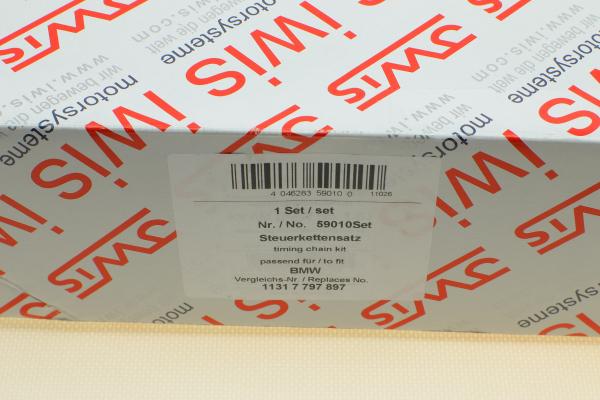 motorsysteme
wir bewegen die welt
www.iwis.com
iwis
4 046283 59010 0 11026
1 Set / set
Nr. / No. 59010Set
Steuerkettensatz
timing chain kit
passend für / to fit
BMW
Vergleichs-Nr. / Replaces No.
1131 7 797 897